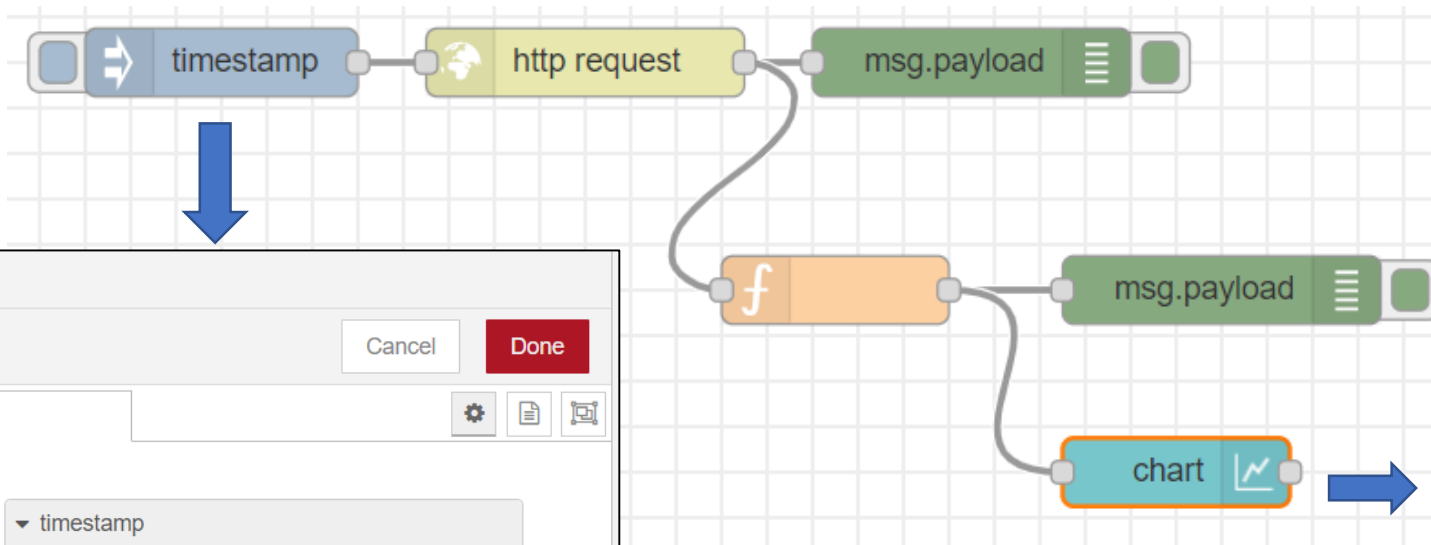 timestamp
http request
msg.payload
msg.payload
Cancel
Done
chart
timestamp